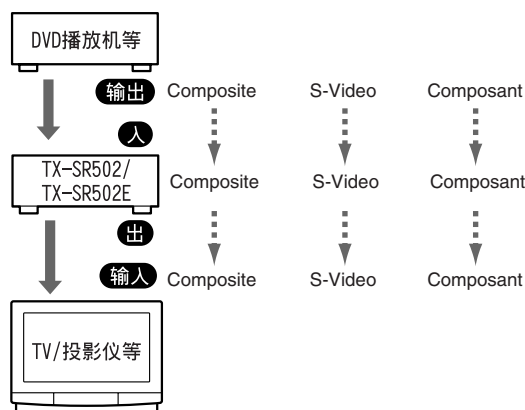 DVD播放机等
输出 Composite S-Video Composant
入
TX-SR502/
TX-SR502E
Composite S-Video Composant
出
输入 Composite S-Video Composant
TV/投影仪等